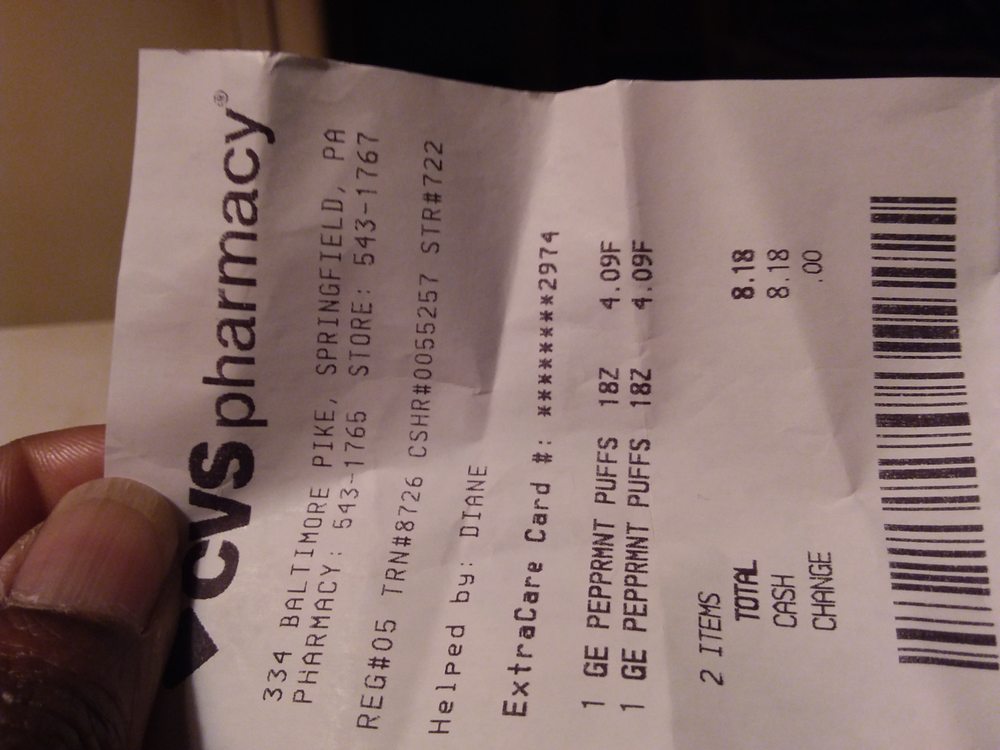 CVS pharmacy®
334 BALTIMORE PIKE, SPRINGFIELD, PA
PHARMACY: 543-1765 STORE: 543-1767
REG#05 TRN#8726 CSHR#0055257 STR#722
Helped by: DIANE
ExtraCare Card #: ********2974
1 GE PEPPRMNT PUFFS 18Z 4.09F
1 GE PEPPRMNT PUFFS 18Z 4.09F
2 ITEMS
TOTAL 8.18
CASH 8.18
CHANGE .00